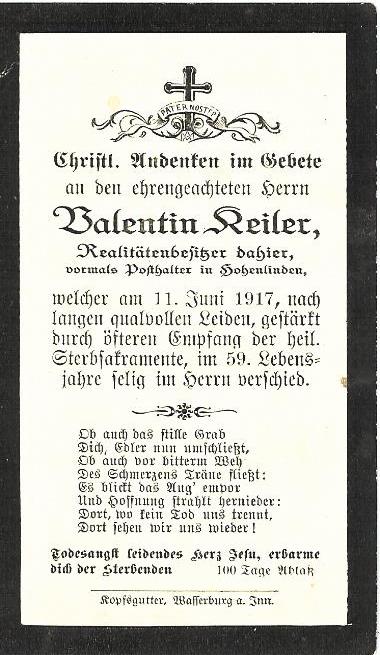 PATER NOSTER
Christl. Andenken im Gebete
an den ehrengeachteten Herrn
Valentin Keiler,
Realitätenbesitzer dahier,
vormals Posthalter in Hohenlinden,
welcher am 11. Juni 1917, nach
langen qualvollen Leiden, gestärkt
durch öfteren Empfang der heil.
Sterbsakramente, im 59. Lebens-
jahre selig im Herrn verschied.
Ob auch das stille Grab
Dich, Edler nun umschließt,
Ob auch vor bitterm Weh
Des Schmerzens Träne fließt:
Es blickt das Aug' empor
Und Hoffnung strahlt hernieder:
Dort, wo kein Tod uns trennt,
Dort sehen wir uns wieder!
Todesangst leidendes Herz Jesu, erbarme
dich der Sterbenden 100 Tage Ablaß
Kopfsgutter, Wasserburg a. Inn.